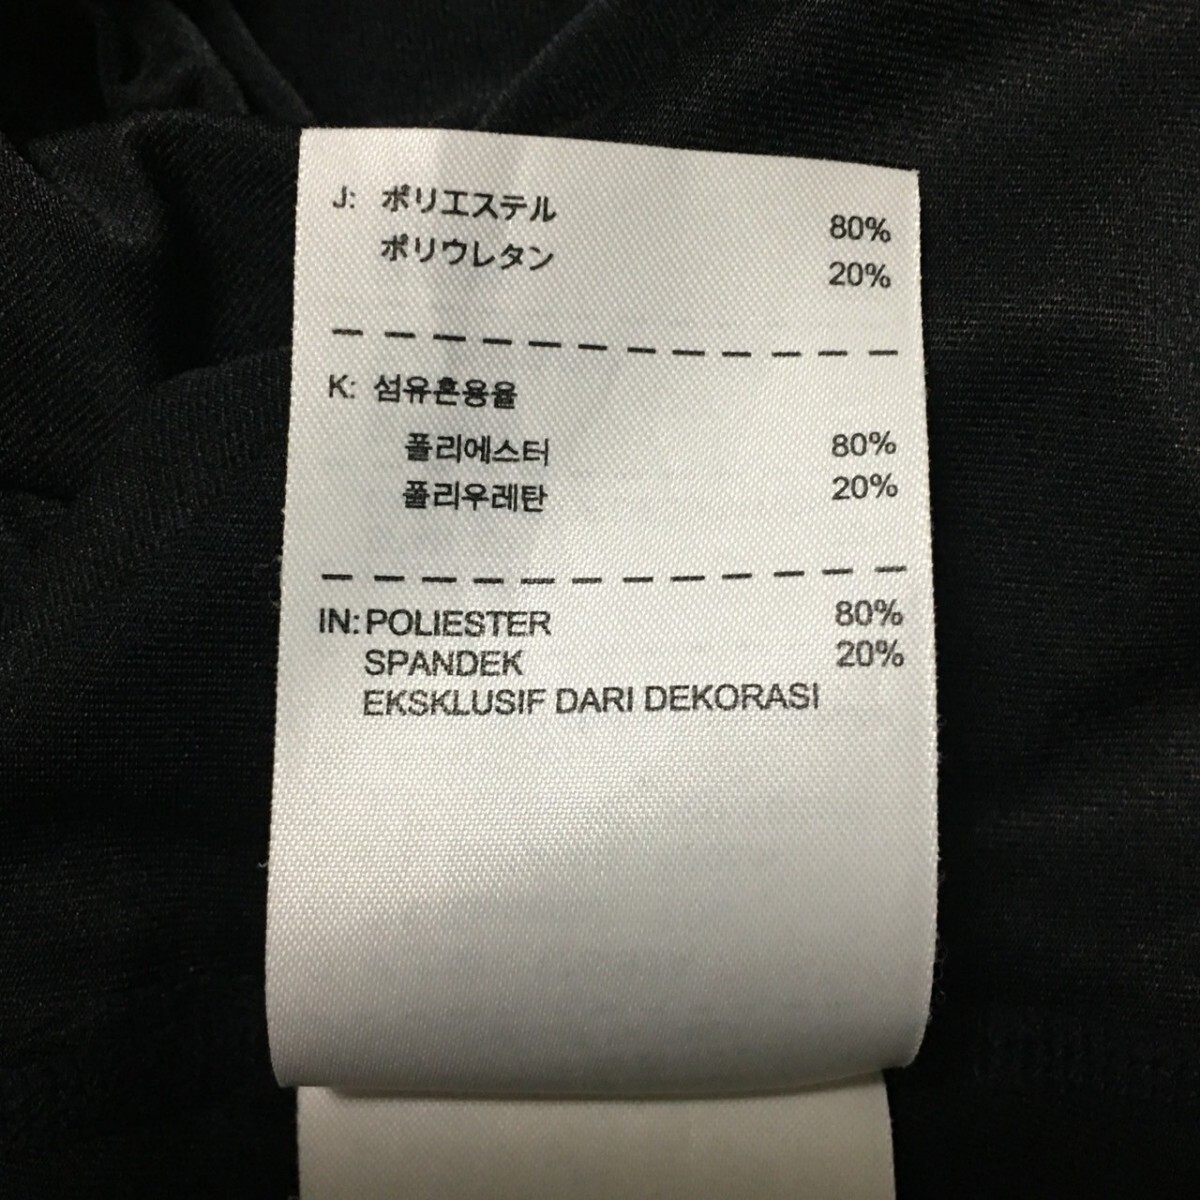 J: ポリエステル 80%
ポリウレタン 20%
K: 섬유혼용율
폴리에스터 80%
폴리우레탄 20%
IN: POLIESTER 80%
SPANDEK 20%
EKSKLUSIF DARI DEKORASI